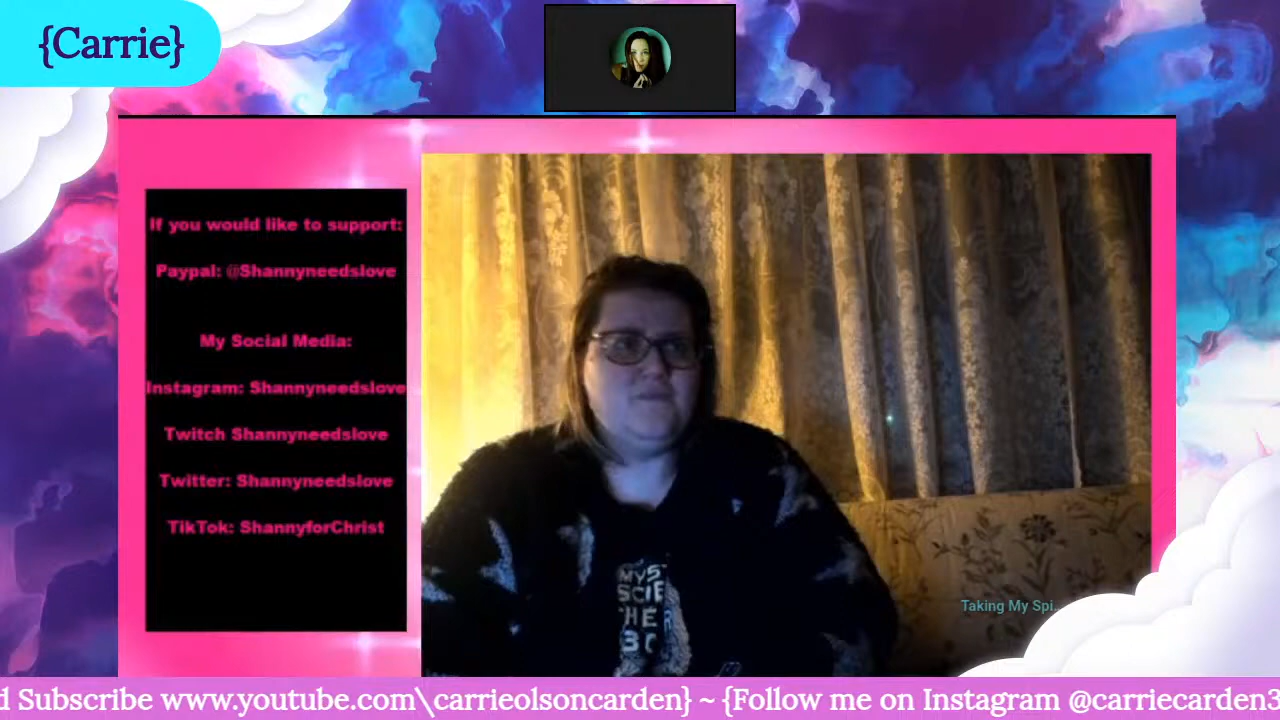 {Carrie}
If you would like to support:
Paypal: @Shannyneedslove
My Social Media:
Instagram: Shannyneedslove
Twitch Shannyneedslove
Twitter: Shannyneedslove
TikTok: ShannyforChrist
Taking My Spi...
d Subscribe www.youtube.com\carrieolsoncarden} ~ {Follow me on Instagram @carriecarden3